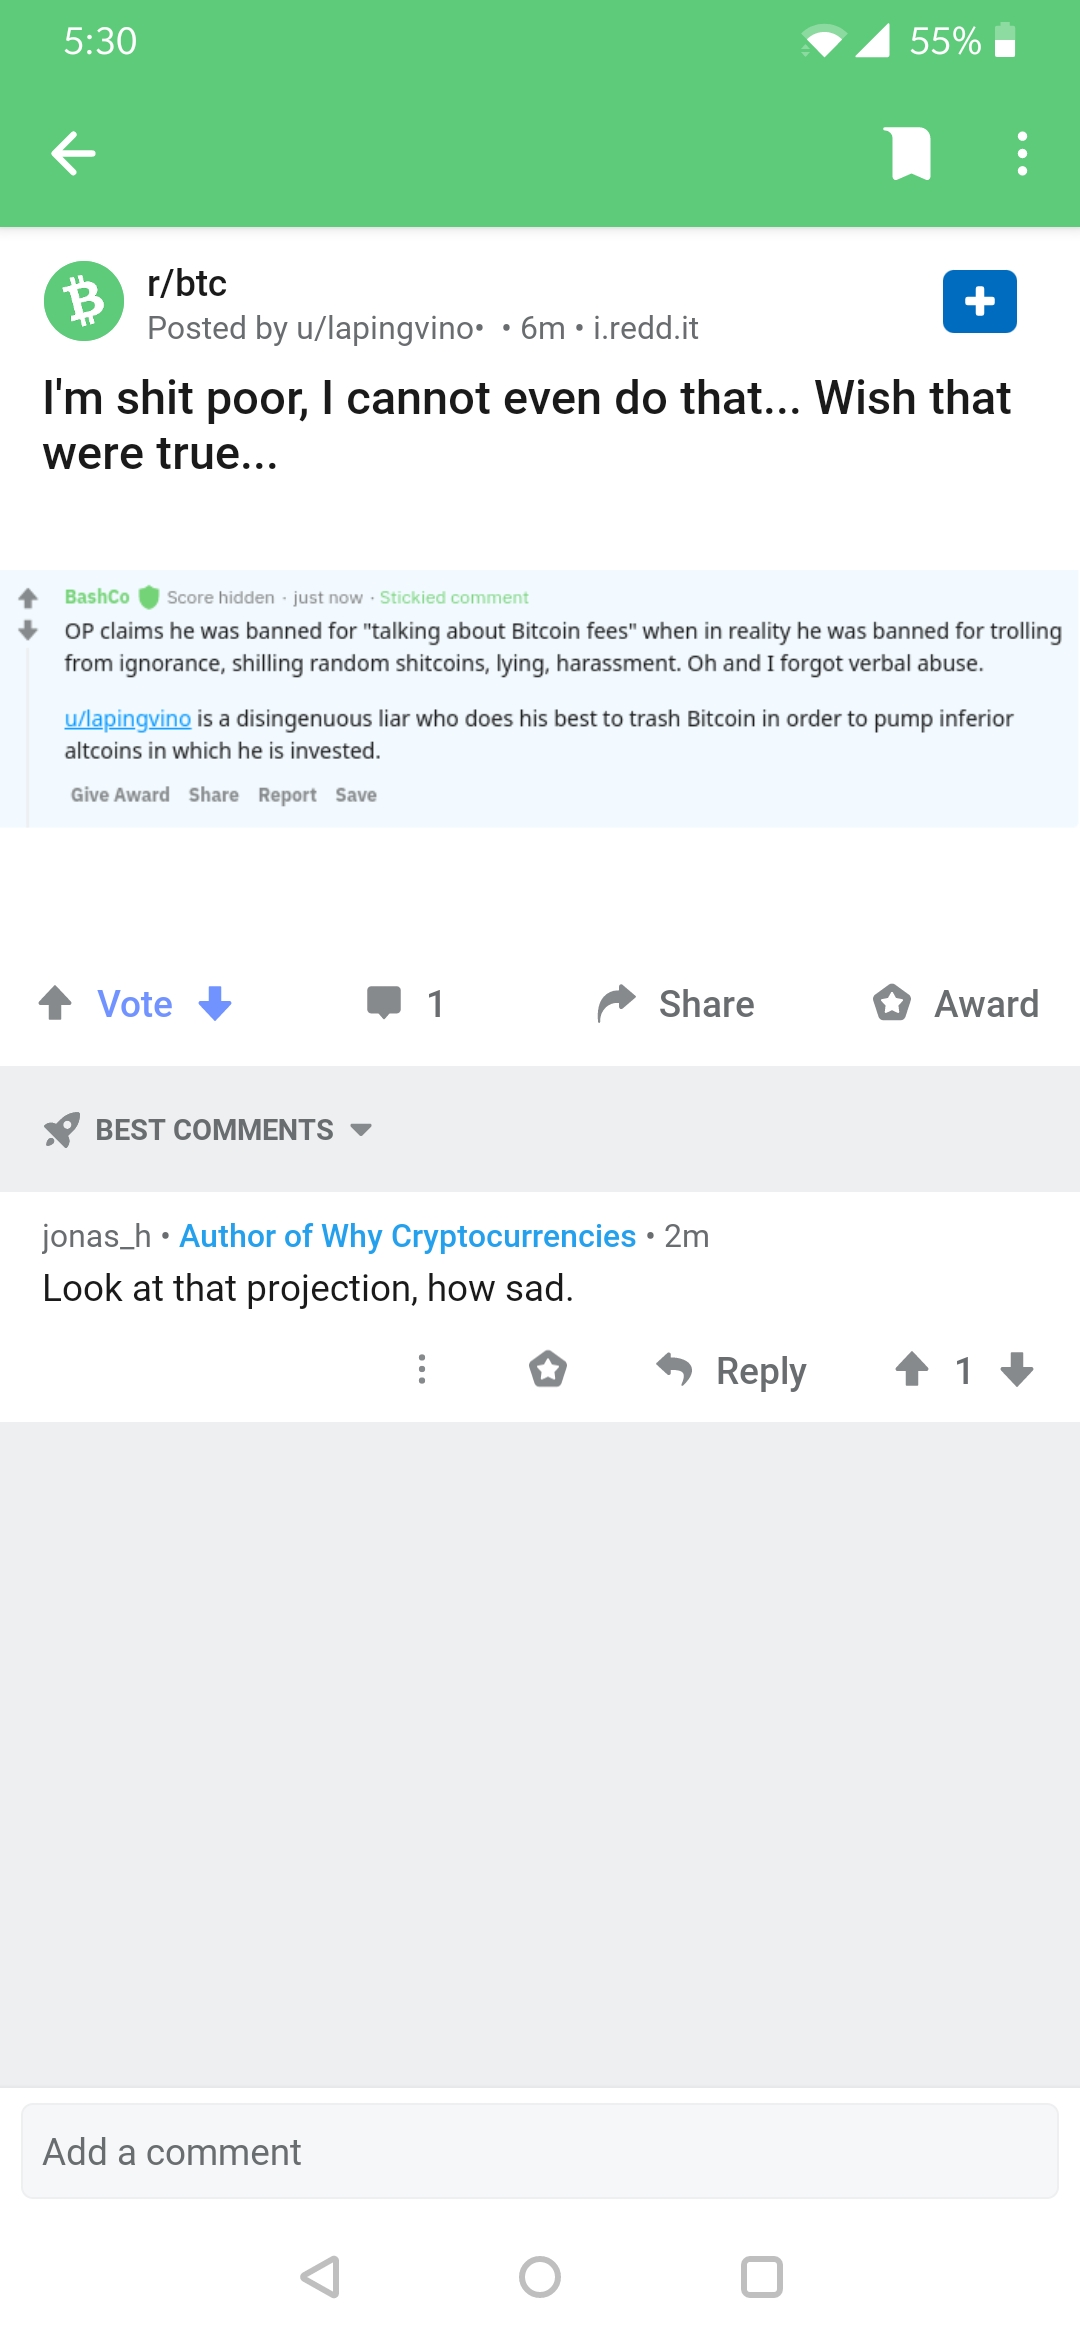 5:30
55%
r/btc
Posted by u/lapingvino• • 6m • i.redd.it
I'm shit poor, I cannot even do that... Wish that
were true...
BashCo Score hidden · just now · Stickied comment
OP claims he was banned for "talking about Bitcoin fees" when in reality he was banned for trolling
from ignorance, shilling random shitcoins, lying, harassment. Oh and I forgot verbal abuse.
u/lapingvino is a disingenuous liar who does his best to trash Bitcoin in order to pump inferior
altcoins in which he is invested.
Give Award Share Report Save
Vote 1 Share Award
BEST COMMENTS
jonas_h • Author of Why Cryptocurrencies • 2m
Look at that projection, how sad.
Reply 1
Add a comment